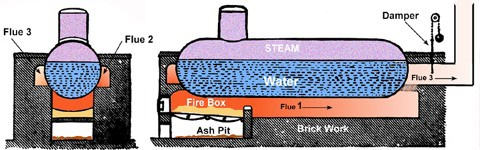 Flue 3
Flue 2
Damper
STEAM
Water
Flue 3
Fire Box
Flue 1
Ash Pit
Brick Work